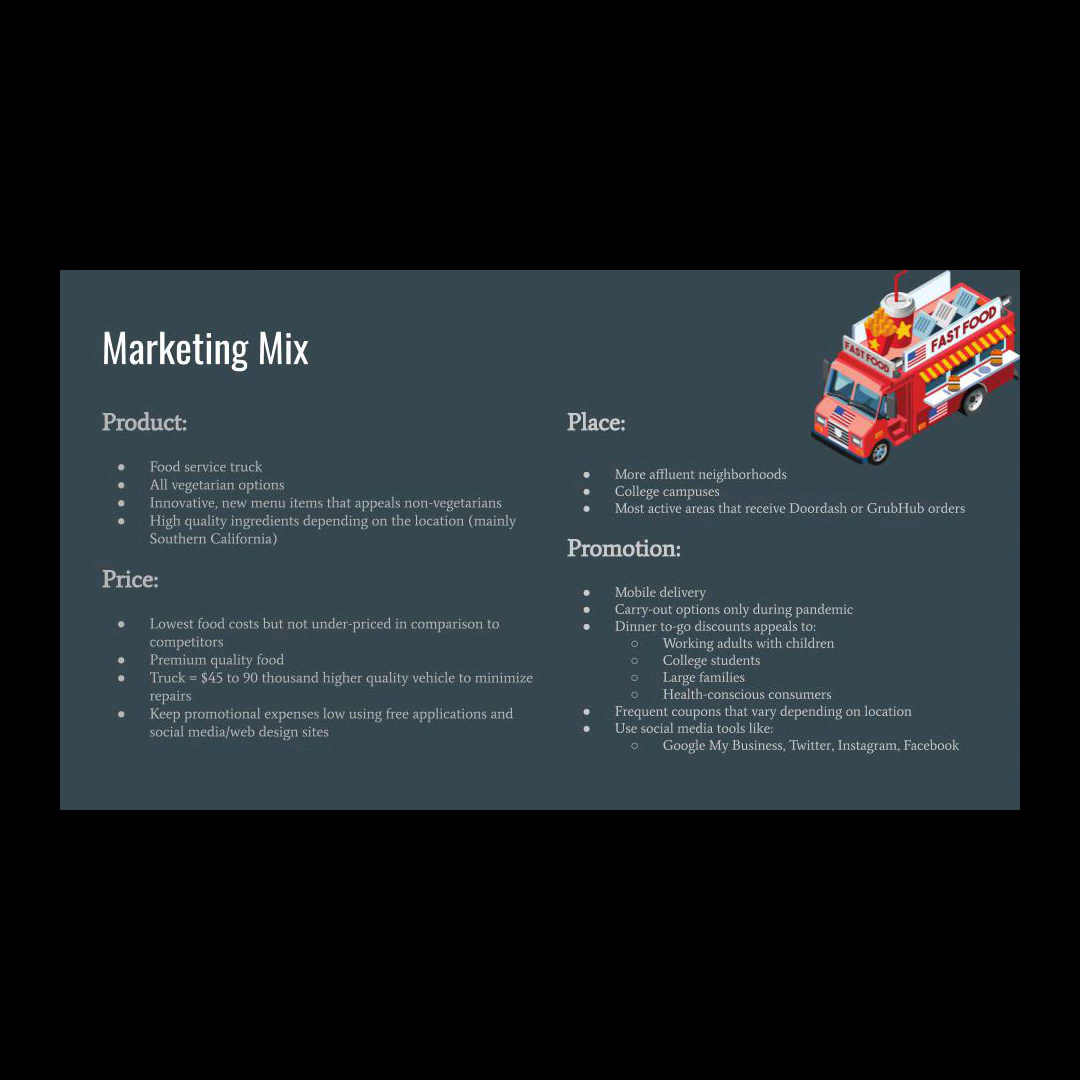 Marketing Mix
Product:
● Food service truck
● All vegetarian options
● Innovative, new menu items that appeals non-vegetarians
● High quality ingredients depending on the location (mainly
Southern California)
Price:
● Lowest food costs but not under-priced in comparison to
competitors
● Premium quality food
● Truck = $45 to 90 thousand higher quality vehicle to minimize
repairs
● Keep promotional expenses low using free applications and
social media/web design sites
FAST FOOD
FAST FOOD
Place:
● More affluent neighborhoods
● College campuses
● Most active areas that receive Doordash or GrubHub orders
Promotion:
● Mobile delivery
● Carry-out options only during pandemic
● Dinner to-go discounts appeals to:
○ Working adults with children
○ College students
○ Large families
○ Health-conscious consumers
● Frequent coupons that vary depending on location
● Use social media tools like:
○ Google My Business, Twitter, Instagram, Facebook